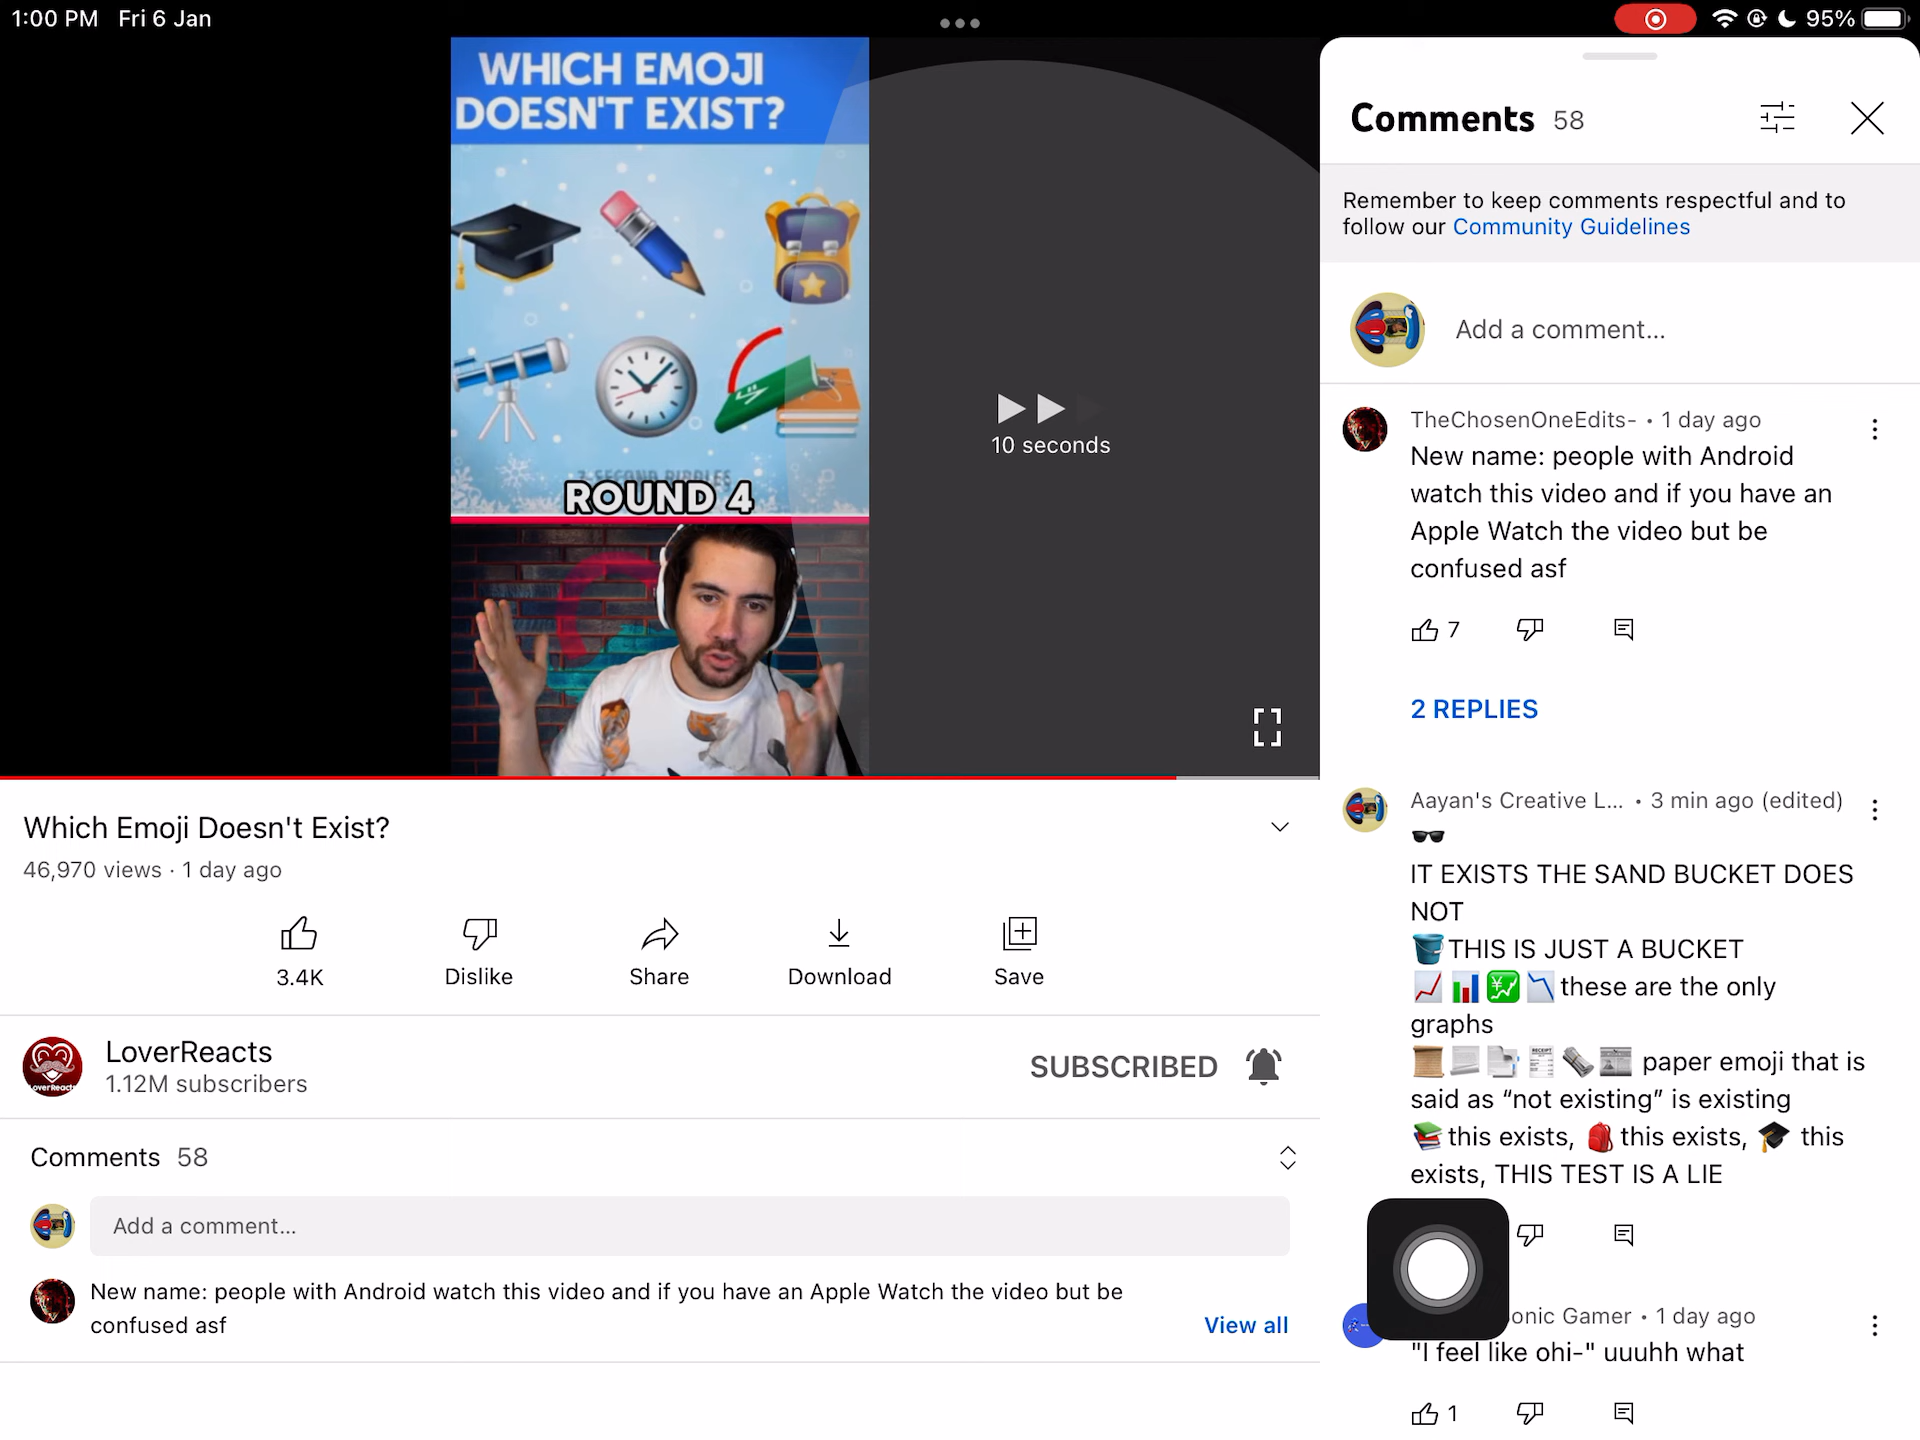 1:00 PM Fri 6 Jan
95%
WHICH EMOJI
DOESN'T EXIST?
ROUND 4
10 seconds
Which Emoji Doesn't Exist?
46,970 views · 1 day ago
3.4K
Dislike
Share
Download
Save
LoverReacts
1.12M subscribers
SUBSCRIBED
Comments 58
Add a comment...
New name: people with Android watch this video and if you have an Apple Watch the video but be
confused asf
View all
Comments 58
Remember to keep comments respectful and to
follow our Community Guidelines
Add a comment...
TheChosenOneEdits- • 1 day ago
New name: people with Android
watch this video and if you have an
Apple Watch the video but be
confused asf
7
2 REPLIES
Aayan's Creative L... • 3 min ago (edited)
🕶️
IT EXISTS THE SAND BUCKET DOES
NOT
🪣THIS IS JUST A BUCKET
📈📊💹📉these are the only
graphs
📜📃📑🧾🗞️📰 paper emoji that is
said as “not existing” is existing
📚this exists, 🎒this exists, 🎓 this
exists, THIS TEST IS A LIE
onic Gamer • 1 day ago
"I feel like ohi-" uuuhh what
1